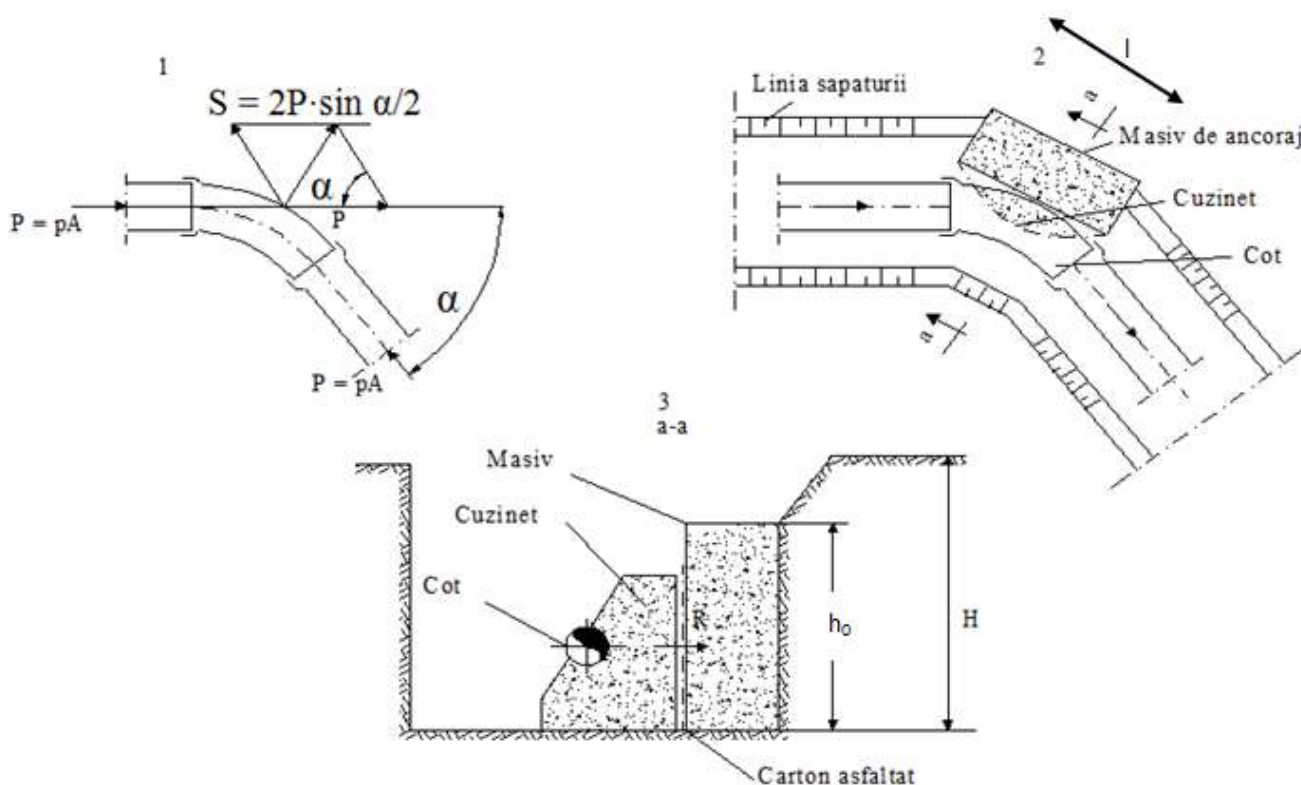 1
S = 2P·sin α/2
α
P
P = pA
α
P = pA
2
l
Linia sapaturii
a
Masiv de ancoraj
Cuzinet
Cot
a
3
a-a
Masiv
Cuzinet
Cot
R
h₀
H
Carton asfaltat